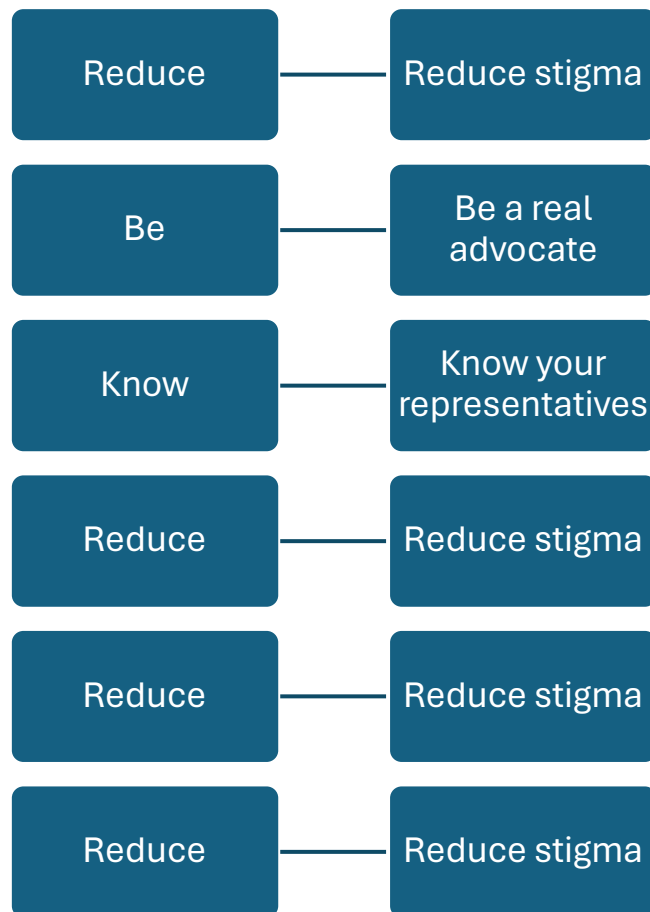 Reduce
Reduce stigma
Be
Be a real
advocate
Know
Know your
representatives
Reduce
Reduce stigma
Reduce
Reduce stigma
Reduce
Reduce stigma